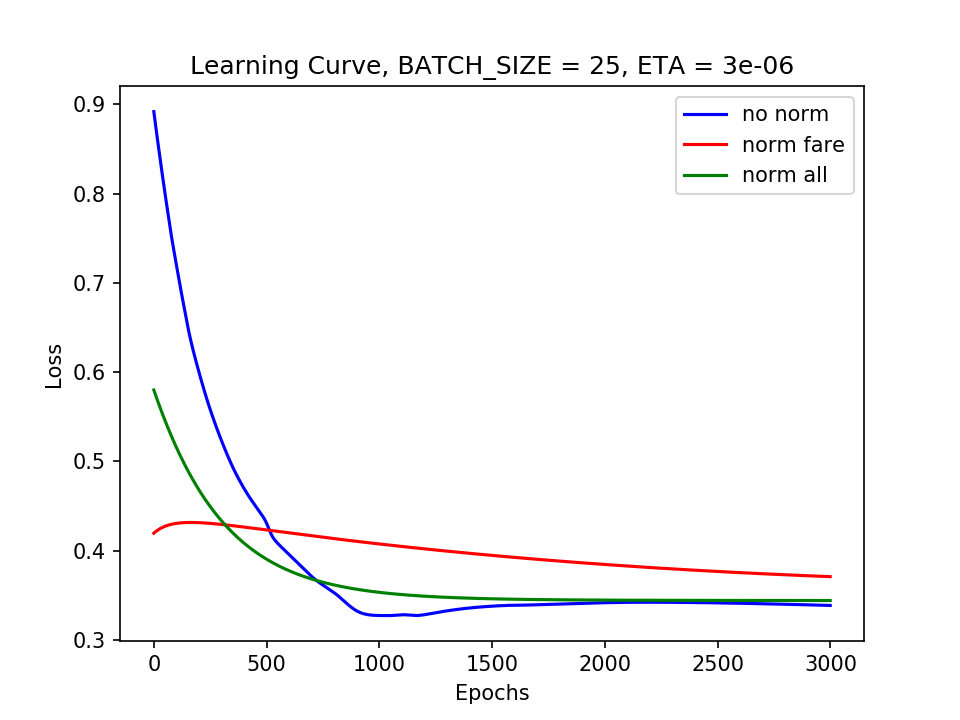 Learning Curve, BATCH_SIZE = 25, ETA = 3e-06
no norm
norm fare
norm all
0.9
0.8
0.7
0.6
0.5
0.4
0.3
Loss
0 500 1000 1500 2000 2500 3000
Epochs